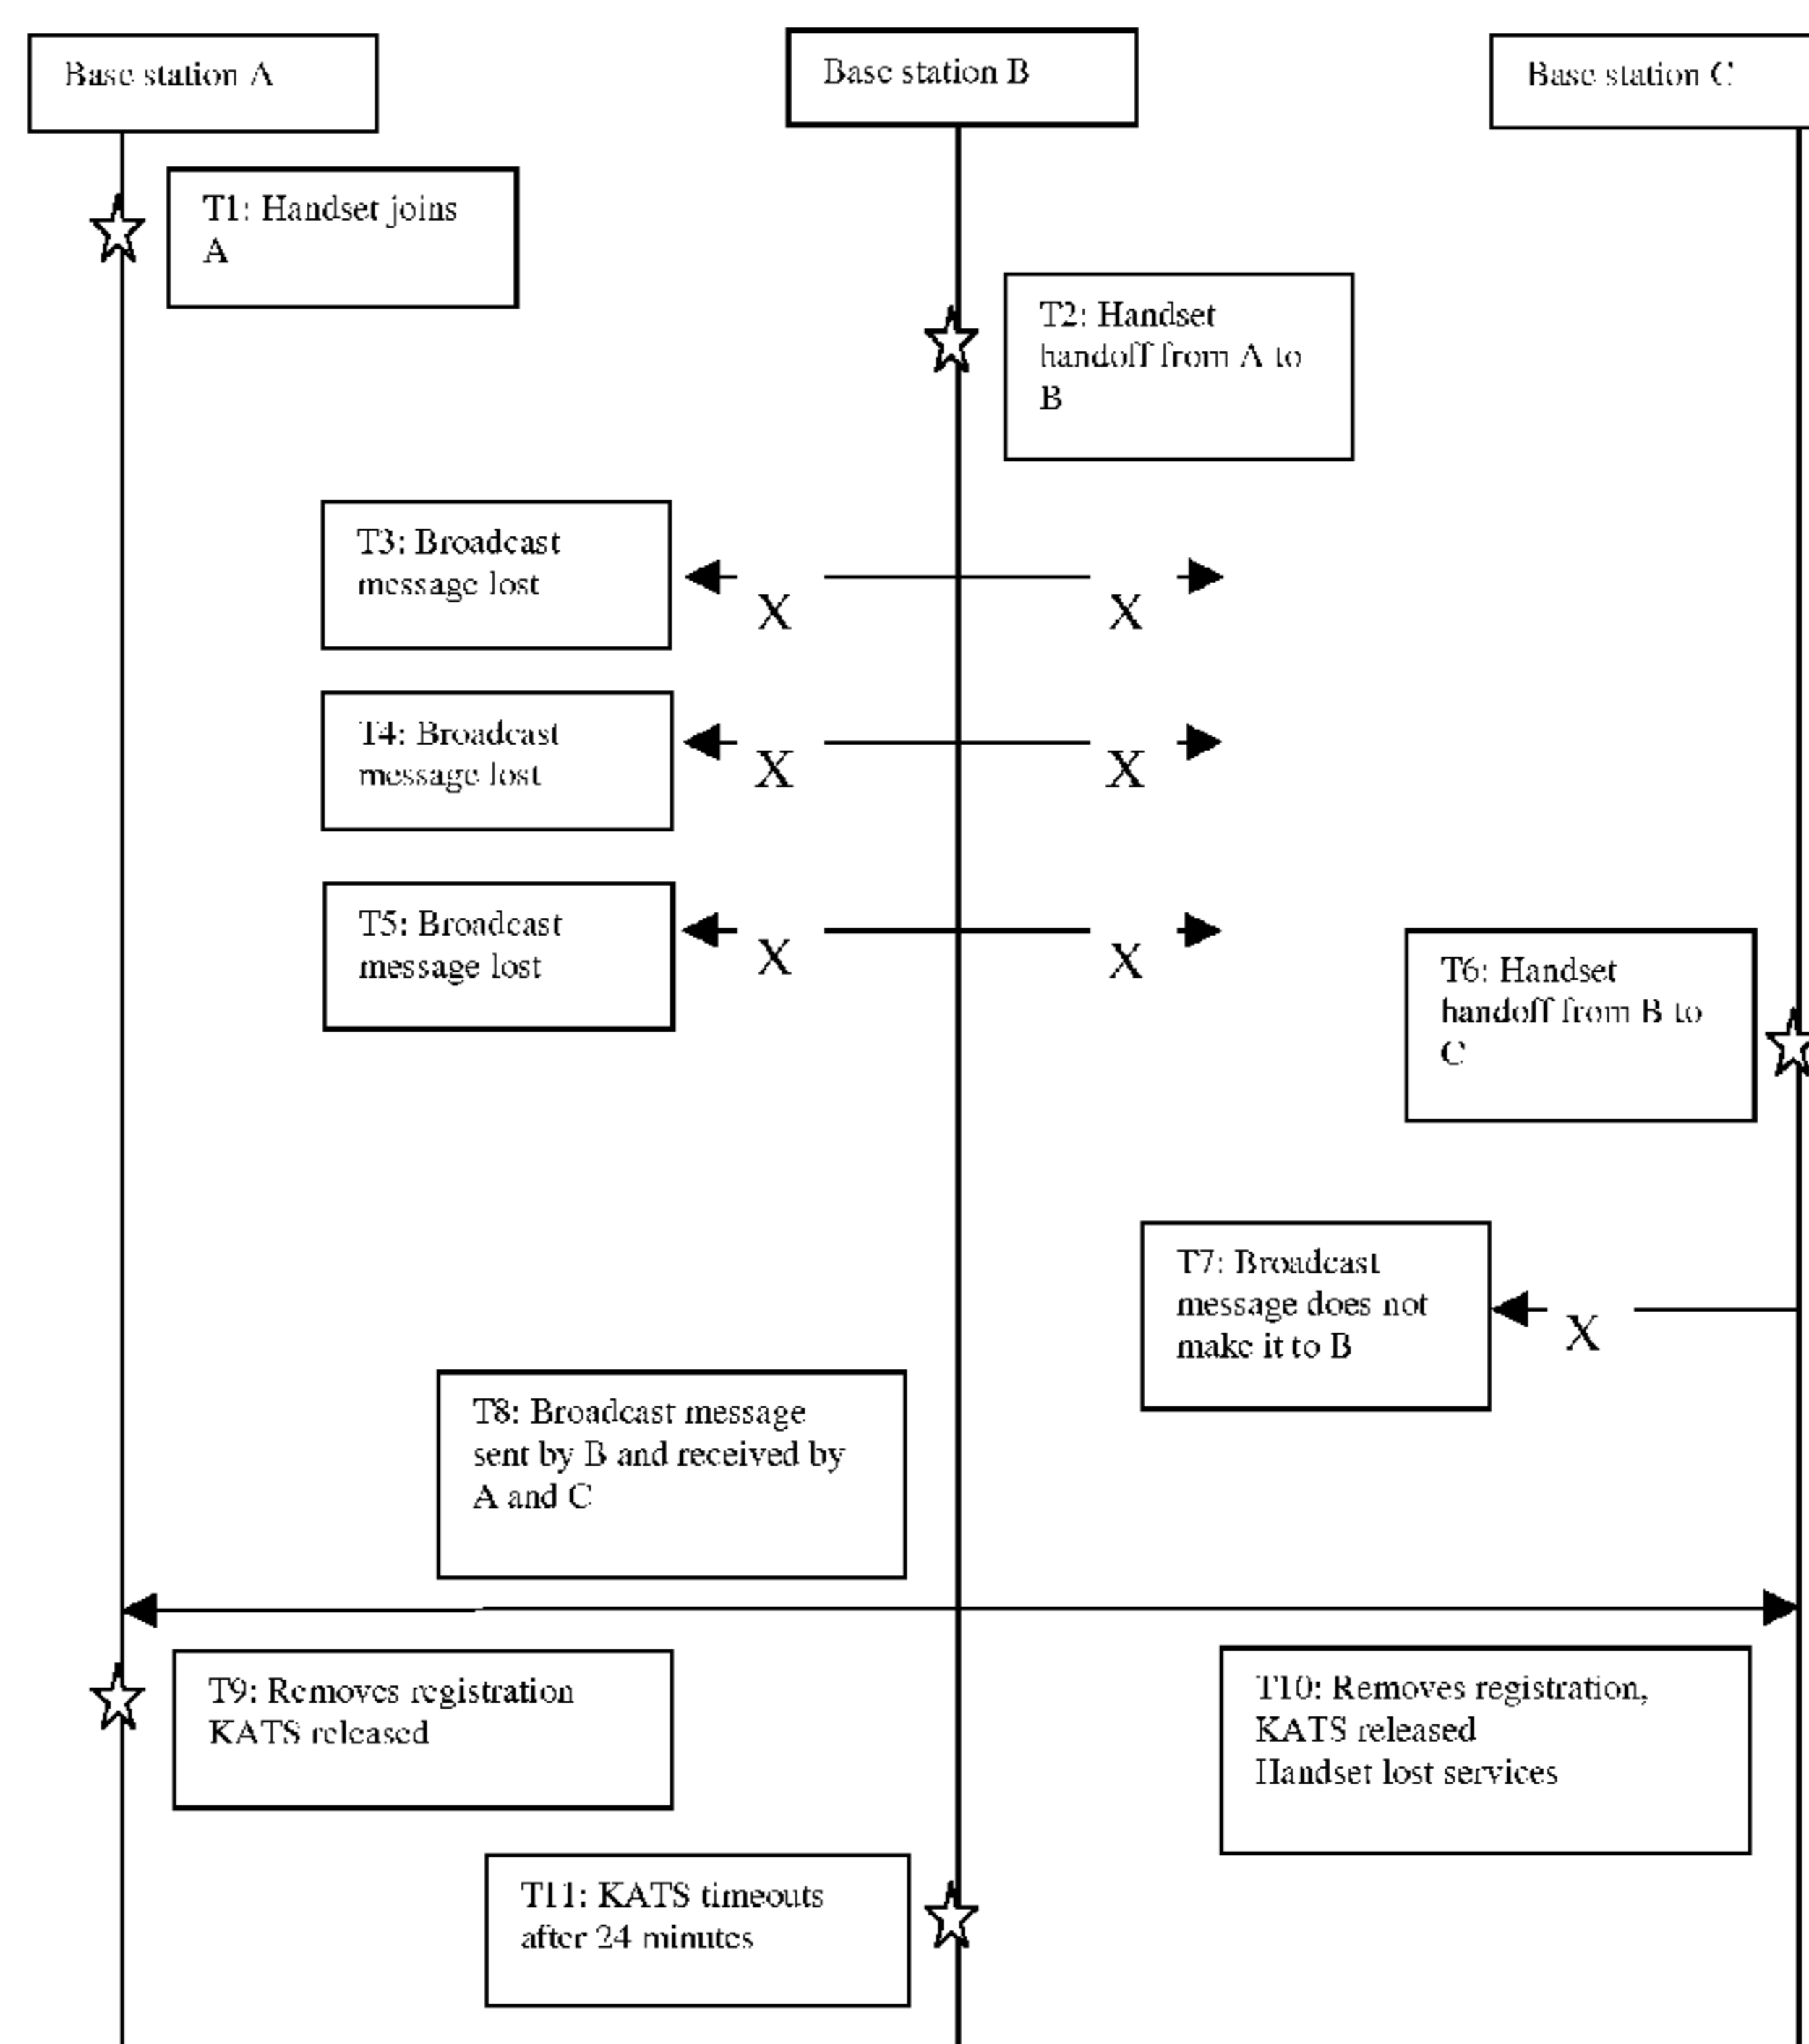 Base station A
Base station B
Base station C
T1: Handset joins
A
T2: Handset
handoff from A to
B
T3: Broadcast
message lost
X
X
T4: Broadcast
message lost
X
X
T5: Broadcast
message lost
X
X
T6: Handset
handoff from B to
C
T7: Broadcast
message does not
make it to B
X
T8: Broadcast message
sent by B and received by
A and C
T9: Removes registration
KATS released
T10: Removes registration,
KATS released
Handset lost services
T11: KATS timeouts
after 24 minutes